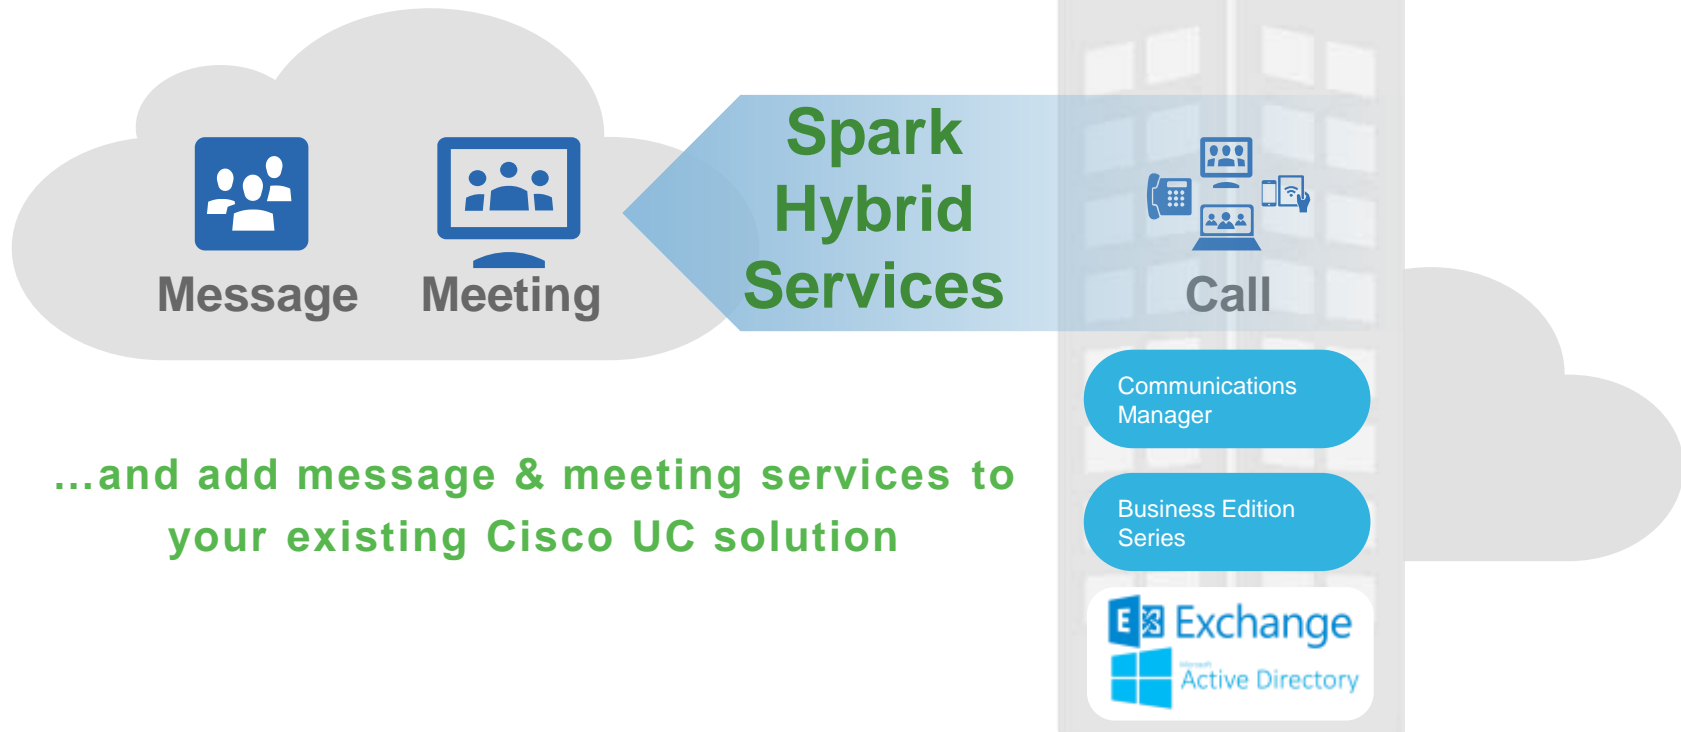 Spark
Hybrid
Services
Message
Meeting
Call
Communications
Manager
Business Edition
Series
...and add message & meeting services to
your existing Cisco UC solution
E
Exchange
Microsoft
Active Directory